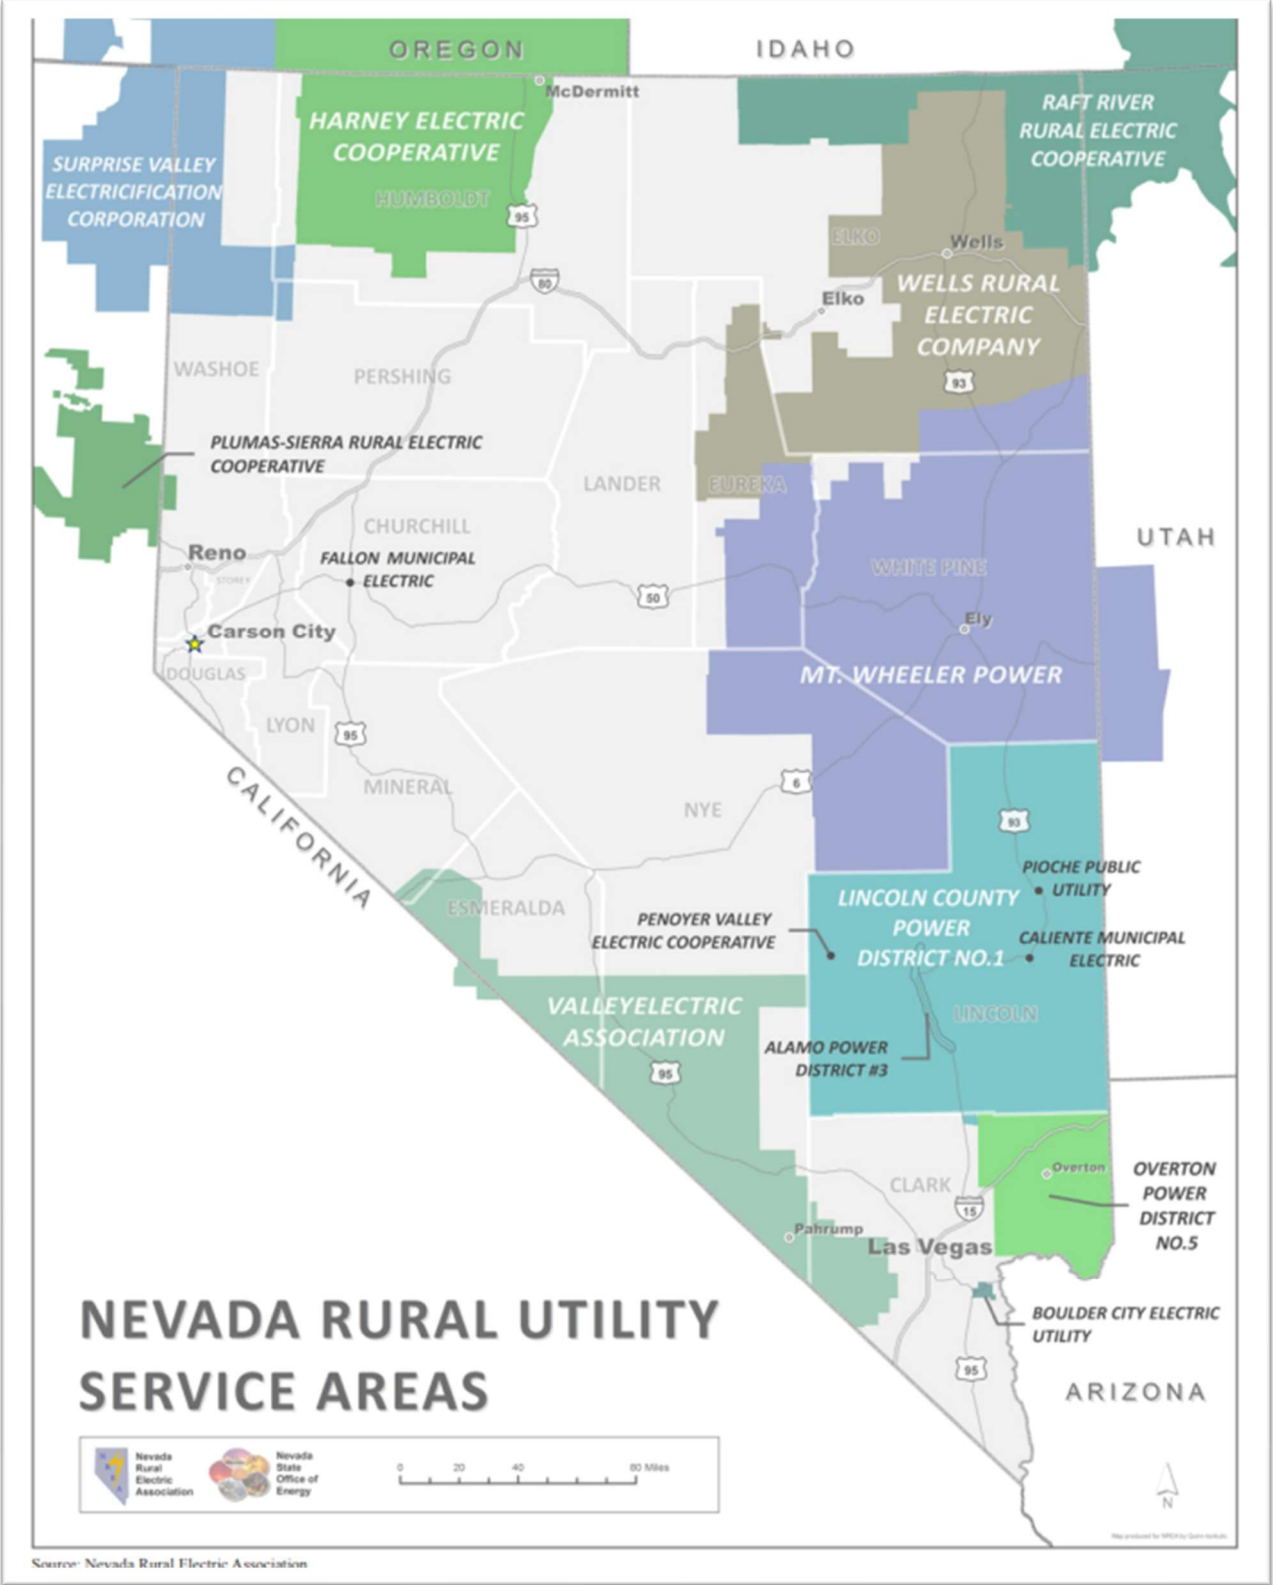 OREGON
IDAHO
McDermitt
HARNEY ELECTRIC
COOPERATIVE
HUMBOLDT
RAFT RIVER
RURAL ELECTRIC
COOPERATIVE
SURPRISE VALLEY
ELECTRICIFICATION
CORPORATION
95
ELKO
Wells
80
Elko
WELLS RURAL
ELECTRIC
COMPANY
WASHOE
PERSHING
93
PLUMAS-SIERRA RURAL ELECTRIC
COOPERATIVE
LANDER
EUREKA
CHURCHILL
UTAH
Reno
FALLON MUNICIPAL
ELECTRIC
STOREY
WHITE PINE
50
Ely
Carson City
DOUGLAS
MT. WHEELER POWER
LYON
95
CALIFORNIA
MINERAL
6
NYE
93
PIOCHE PUBLIC
UTILITY
ESMERALDA
LINCOLN COUNTY
POWER
DISTRICT NO.1
PENOYER VALLEY
ELECTRIC COOPERATIVE
CALIENTE MUNICIPAL
ELECTRIC
VALLEYELECTRIC
ASSOCIATION
LINCOLN
ALAMO POWER
DISTRICT #3
95
Overton
OVERTON
POWER
DISTRICT
NO.5
CLARK
15
Pahrump
Las Vegas
BOULDER CITY ELECTRIC
UTILITY
95
ARIZONA
NEVADA RURAL UTILITY
SERVICE AREAS
Nevada
Rural
Electric
Association
Nevada
State
Office of
Energy
0 20 40 80 Miles
N
Source: Nevada Rural Electric Association